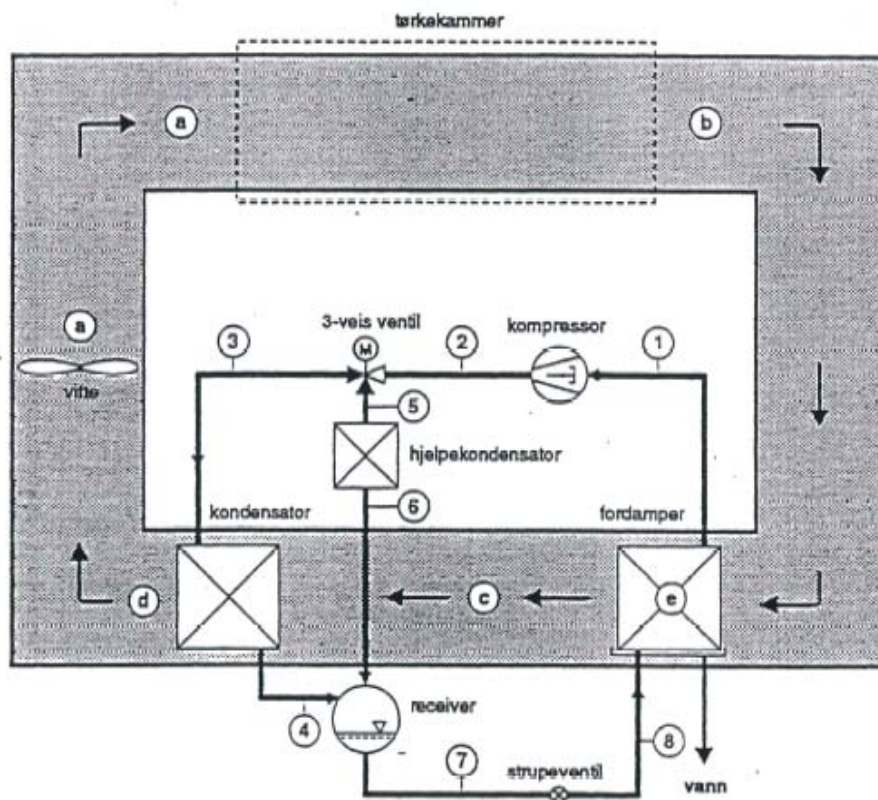 tørkekammer
a
b
a
3
3-veis ventil
M
2
kompressor
1
vifte
5
hjelpekondensator
6
kondensator
fordamper
d
c
e
4
receiver
7
strupeventil
8
vann